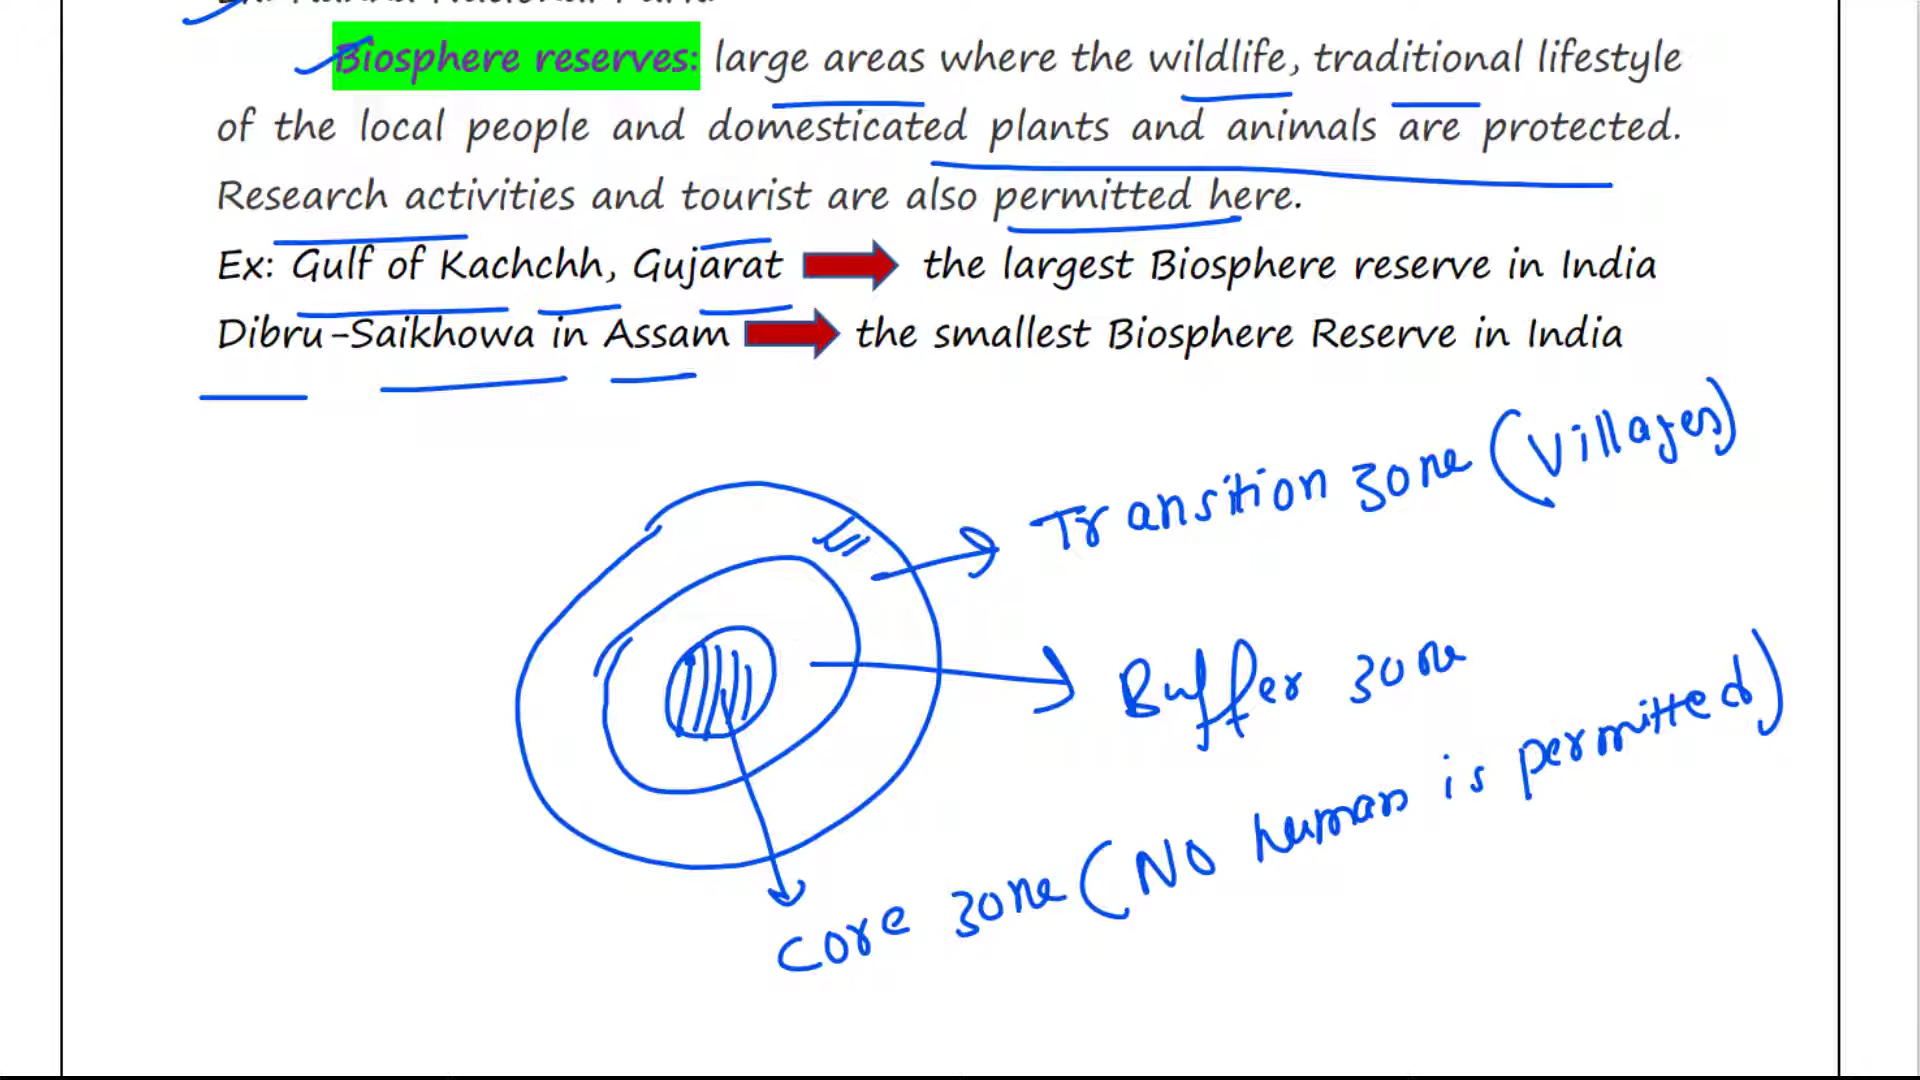 Biosphere reserves: large areas where the wildlife, traditional lifestyle
of the local people and domesticated plants and animals are protected.
Research activities and tourist are also permitted here.
Ex: Gulf of Kachchh, Gujarat the largest Biosphere reserve in India
Dibru-Saikhowa in Assam the smallest Biosphere Reserve in India
Transition zone (Villages)
Buffer zone
Core zone (No human is permitted)